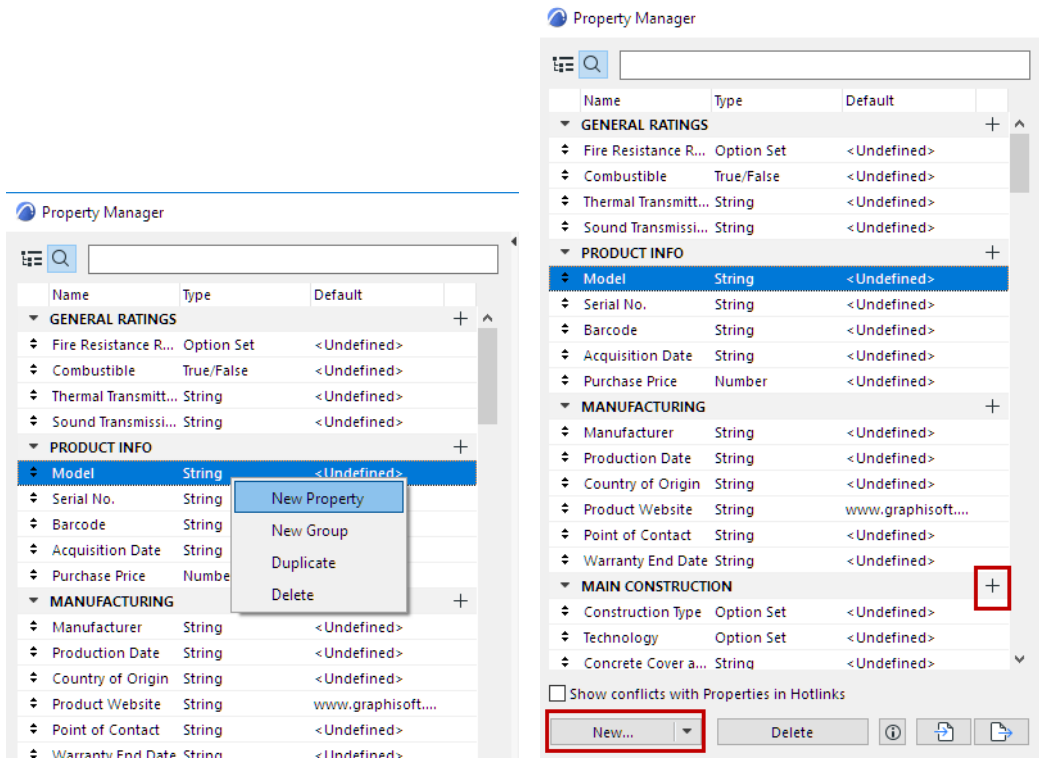 Property Manager
Name Type Default
GENERAL RATINGS
Fire Resistance R... Option Set <Undefined>
Combustible True/False <Undefined>
Thermal Transmitt... String <Undefined>
Sound Transmissi... String <Undefined>
PRODUCT INFO
Model String <Undefined>
Serial No. String
Barcode String
Acquisition Date String
Purchase Price Numbe
MANUFACTURING
Manufacturer String <Undefined>
Production Date String <Undefined>
Country of Origin String <Undefined>
Product Website String www.graphisoft....
Point of Contact String <Undefined>
Warranty End Date String <Undefined>
New Property
New Group
Duplicate
Delete
Property Manager
Name Type Default
GENERAL RATINGS
Fire Resistance R... Option Set <Undefined>
Combustible True/False <Undefined>
Thermal Transmitt... String <Undefined>
Sound Transmissi... String <Undefined>
PRODUCT INFO
Model String <Undefined>
Serial No. String <Undefined>
Barcode String <Undefined>
Acquisition Date String <Undefined>
Purchase Price Number <Undefined>
MANUFACTURING
Manufacturer String <Undefined>
Production Date String <Undefined>
Country of Origin String <Undefined>
Product Website String www.graphisoft....
Point of Contact String <Undefined>
Warranty End Date String <Undefined>
MAIN CONSTRUCTION
Construction Type Option Set <Undefined>
Technology Option Set <Undefined>
Concrete Cover a... String <Undefined>
Show conflicts with Properties in Hotlinks
New... Delete